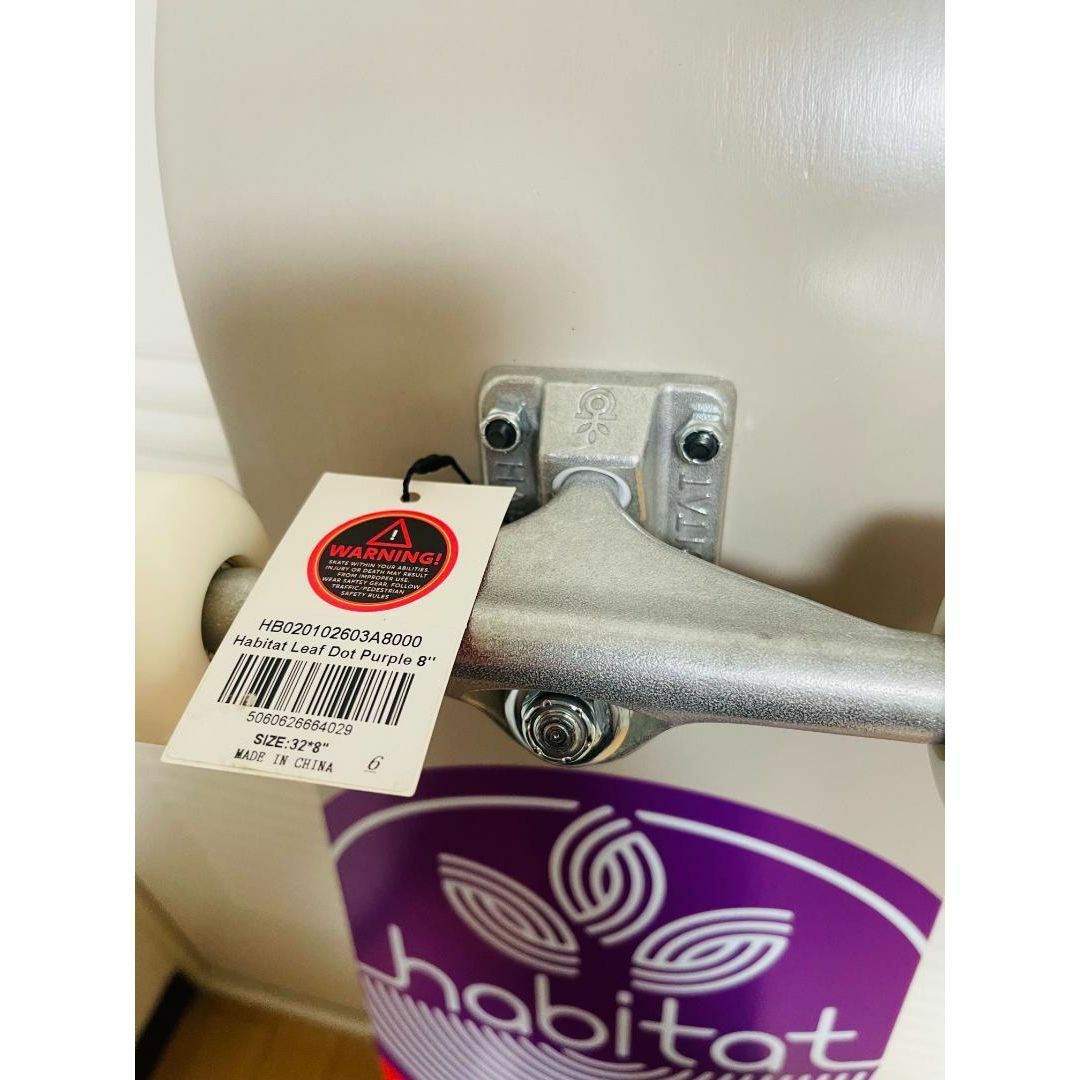 WARNING!
SKATE WITHIN YOUR ABILITIES.
INJURY OR DEATH MAY RESULT
FROM IMPROPER USE.
WEAR SAFTEY GEAR, FOLLOW
TRAFFIC/PEDESTRIAN
SAFETY RULES
HB020102603A8000
Habitat Leaf Dot Purple 8''
5060626664029
SIZE:32*8"
MADE IN CHINA 6
habitat